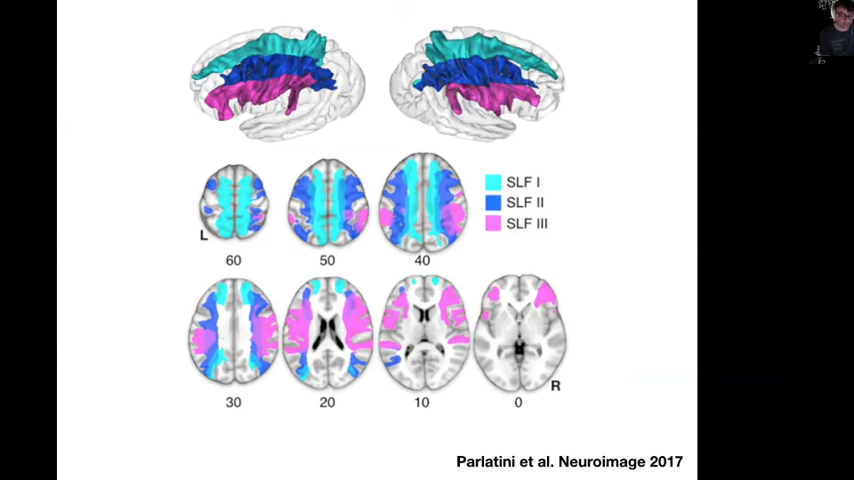 SLF I
SLF II
SLF III
L
60
50
40
30
20
10
0
R
Parlatini et al. Neuroimage 2017